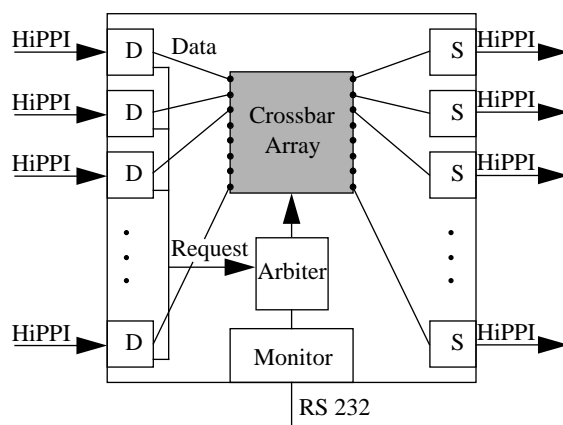 HiPPI
D
Data
S
HiPPI
HiPPI
D
S
HiPPI
Crossbar
Array
HiPPI
D
S
HiPPI
Request
Arbiter
HiPPI
D
S
HiPPI
Monitor
RS 232